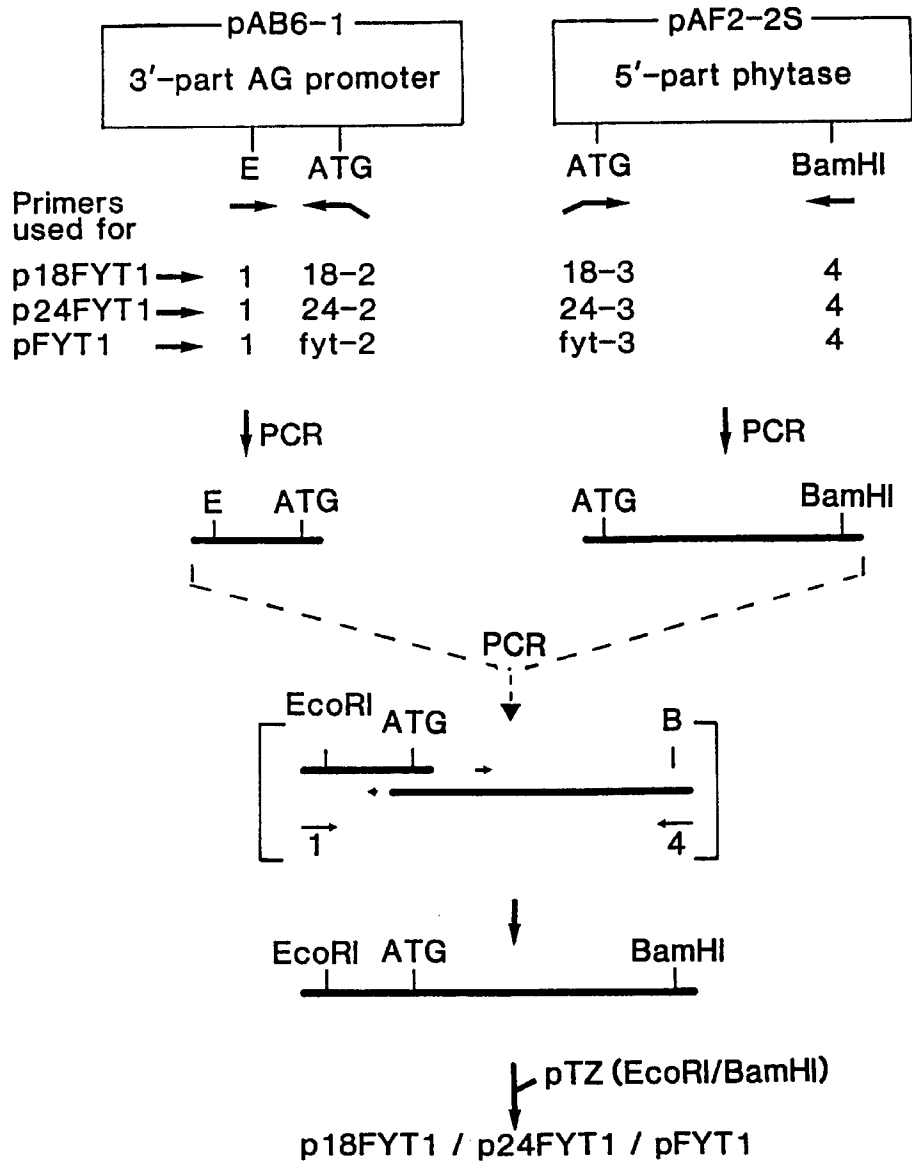 pAB6-1
3'-part AG promoter
pAF2-2S
5'-part phytase
E ATG
ATG BamHI
Primers
used for
p18FYT1 1 18-2 18-3 4
p24FYT1 1 24-2 24-3 4
pFYT1 1 fyt-2 fyt-3 4
PCR PCR
E ATG ATG BamHI
PCR
EcoRI ATG B
1 4
EcoRI ATG BamHI
pTZ (EcoRI/BamHI)
p18FYT1 / p24FYT1 / pFYT1